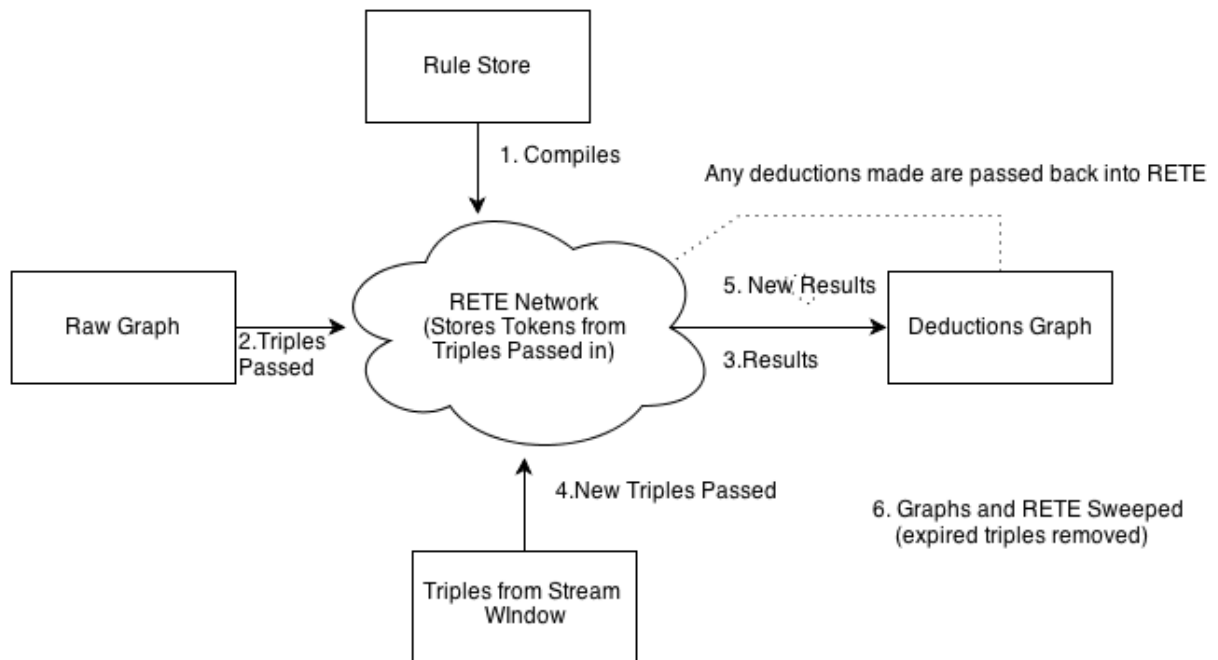 Rule Store
1. Compiles
Any deductions made are passed back into RETE
Raw Graph
2.Triples
Passed
RETE Network
(Stores Tokens from
Triples Passed in)
5. New Results
3.Results
Deductions Graph
4.New Triples Passed
6. Graphs and RETE Sweeped
(expired triples removed)
Triples from Stream
WIndow